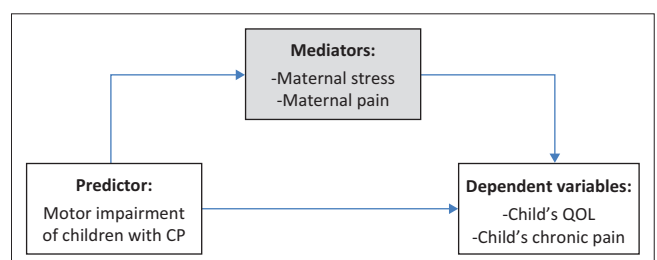 Mediators:
-Maternal stress
-Maternal pain
Predictor:
Motor impairment
of children with CP
Dependent variables:
-Child’s QOL
-Child’s chronic pain